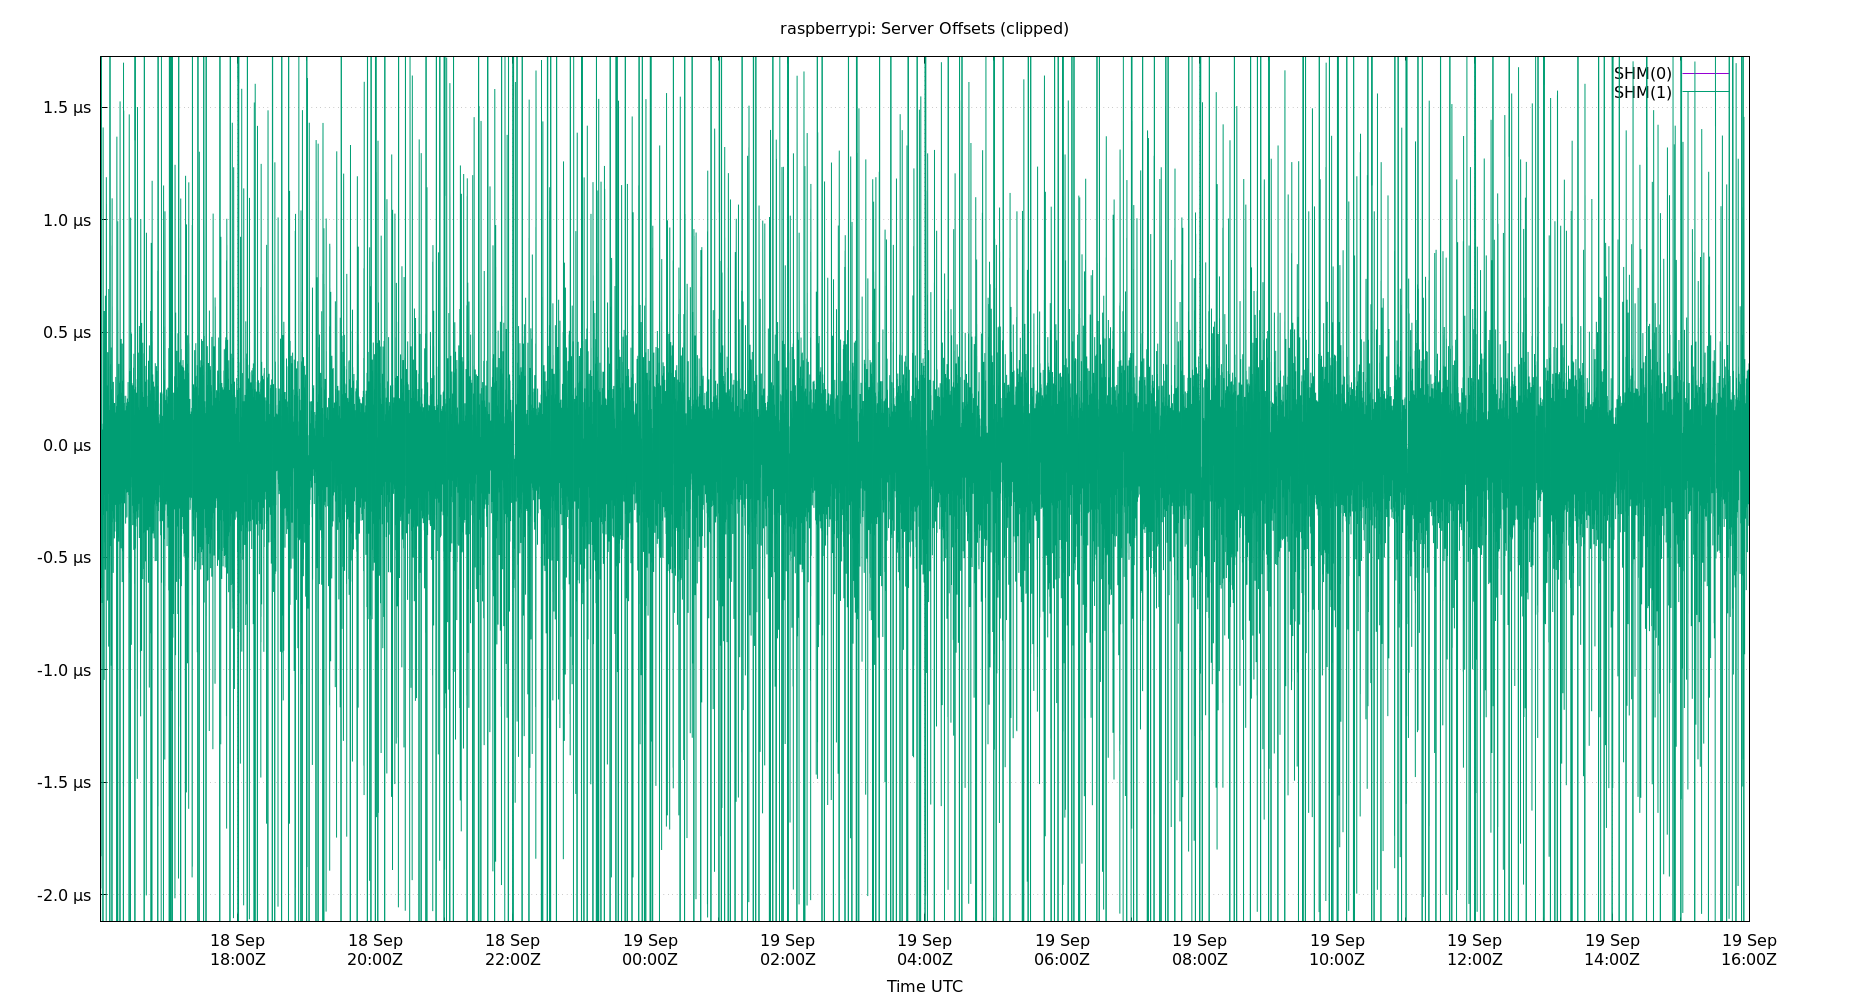 raspberrypi: Server Offsets (clipped)
SHM(0)
SHM(1)
1.5 µs
1.0 µs
0.5 µs
0.0 µs
-0.5 µs
-1.0 µs
-1.5 µs
-2.0 µs
18 Sep 18 Sep 18 Sep 19 Sep 19 Sep 19 Sep 19 Sep 19 Sep 19 Sep 19 Sep 19 Sep 19 Sep
18:00Z 20:00Z 22:00Z 00:00Z 02:00Z 04:00Z 06:00Z 08:00Z 10:00Z 12:00Z 14:00Z 16:00Z
Time UTC